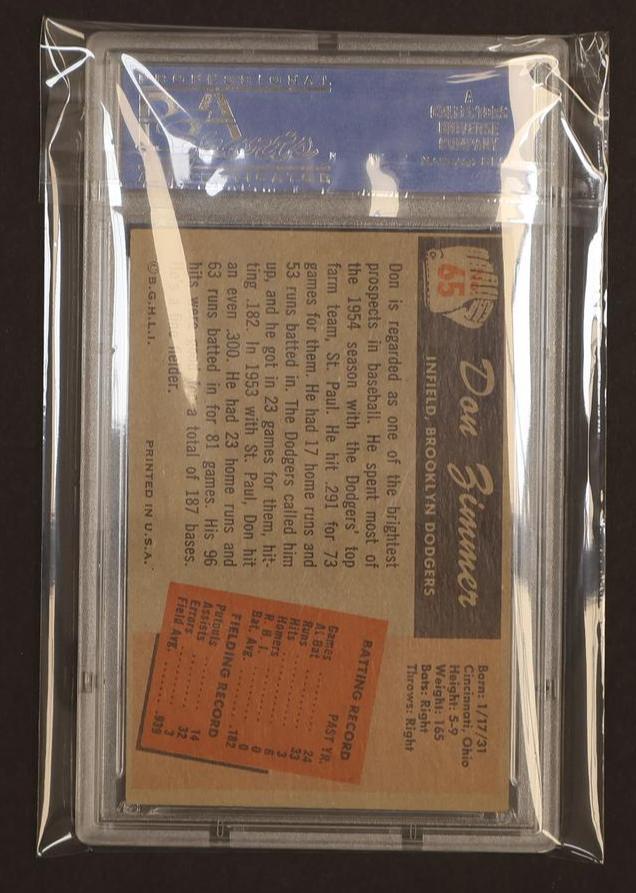 PROFESSIONAL
A
COLLECTORS
UNIVERSE
COMPANY
No. 65
Don Zimmer
INFIELD, BROOKLYN DODGERS
Born: 1/17/31
Cincinnati, Ohio
Height: 5-9
Weight: 165
Bats: Right
Throws: Right
Don is regarded as one of the brightest
prospects in baseball. He spent most of
the 1954 season with the Dodgers' top
farm team, St. Paul. He hit .291 for 73
games for them. He had 17 home runs and
53 runs batted in. The Dodgers called him
up, and he got in 23 games for them, hit-
ting .182. In 1953 with St. Paul, Don hit
an even .300. He had 23 home runs and
63 runs batted in for 81 games. His 96
hits were a total of 187 bases.
a fine fielder.
©B.G.H.L.I. PRINTED IN U.S.A.
BATTING RECORD
PAST YR.
Games 24
At Bat 33
Runs 3
Hits 6
Homers 0
R. B. I. 0
Bat. Avg. .182
FIELDING RECORD
Putouts 14
Assists 32
Errors 3
Field Avg. .939